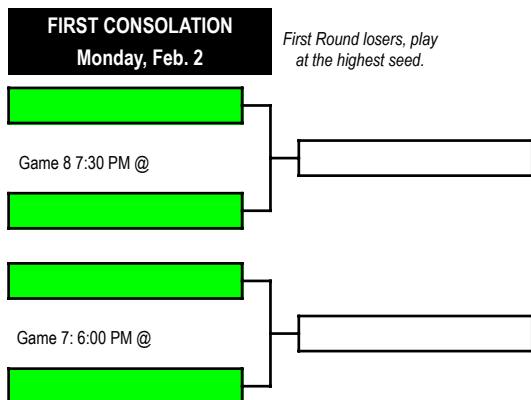 FIRST CONSOLATION
Monday, Feb. 2
First Round losers, play
at the highest seed.
Game 8 7:30 PM @
Game 7: 6:00 PM @